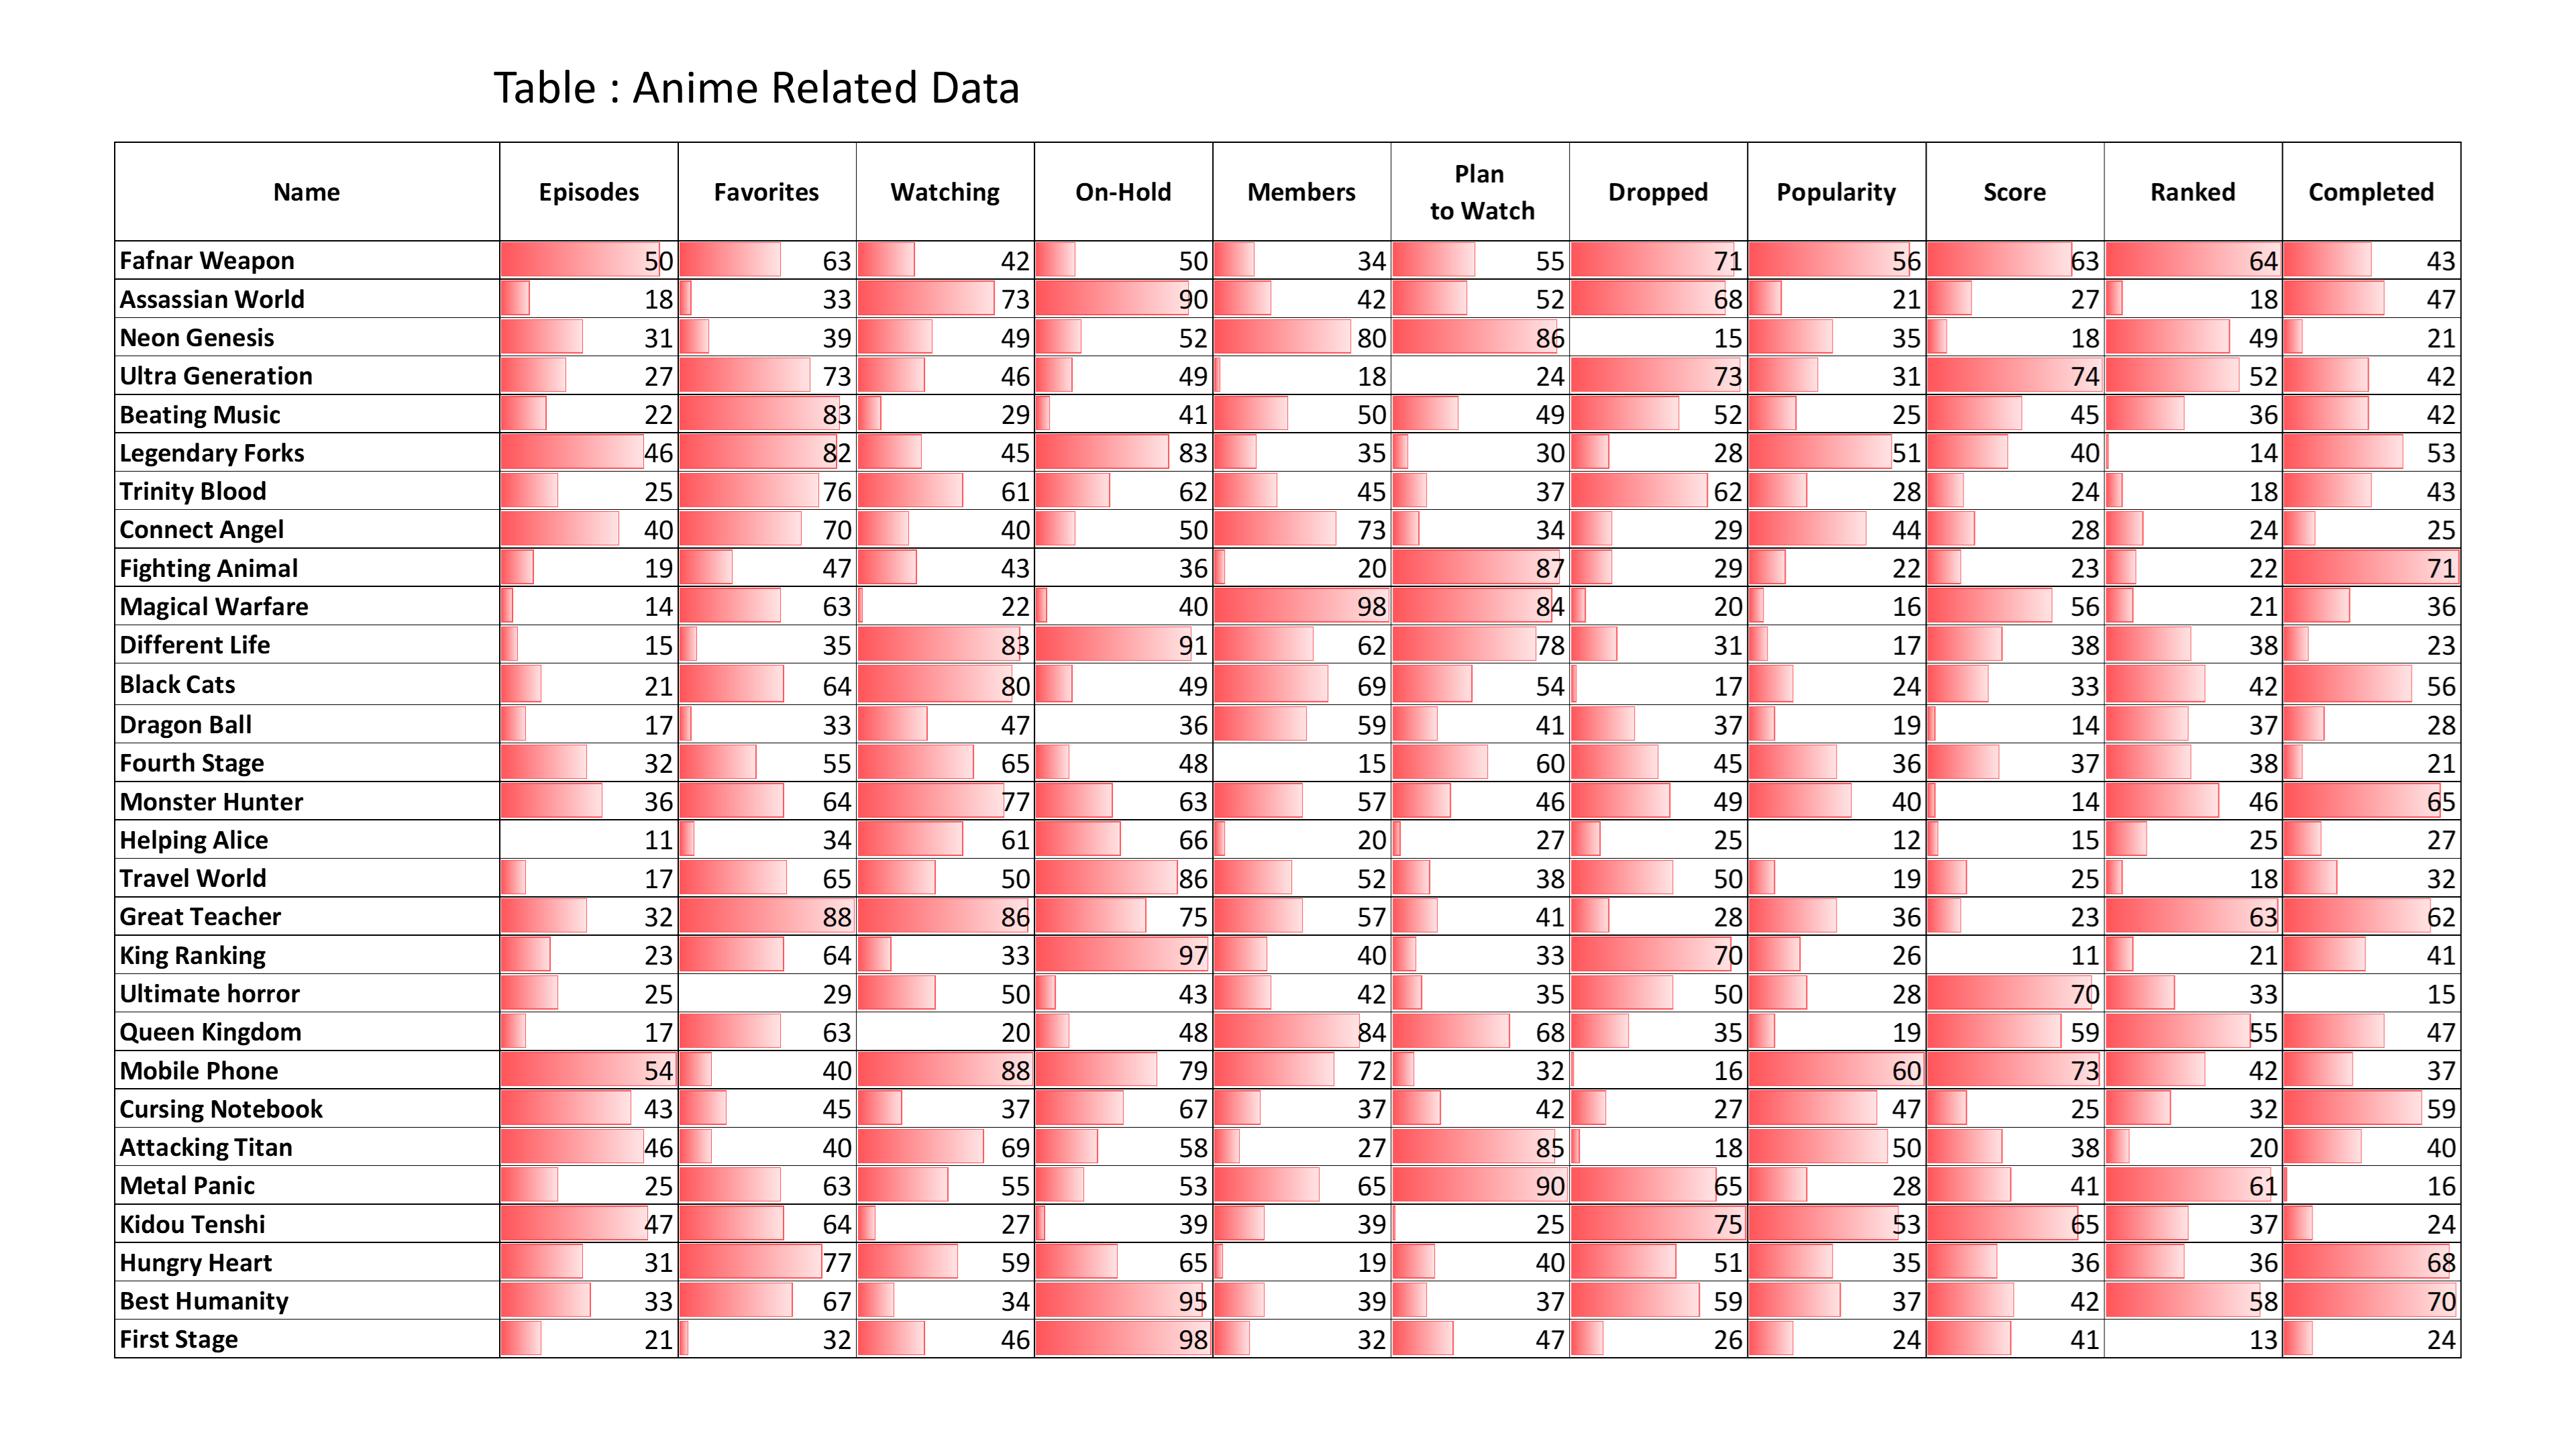 Table : Anime Related Data
Name Episodes Favorites Watching On-Hold Members Plan to Watch Dropped Popularity Score Ranked Completed
Fafnar Weapon 50 63 42 50 34 55 71 56 63 64 43
Assassian World 18 33 73 90 42 52 68 21 27 18 47
Neon Genesis 31 39 49 52 80 86 15 35 18 49 21
Ultra Generation 27 73 46 49 18 24 73 31 74 52 42
Beating Music 22 83 29 41 50 49 52 25 45 36 42
Legendary Forks 46 82 45 83 35 30 28 51 40 14 53
Trinity Blood 25 76 61 62 45 37 62 28 24 18 43
Connect Angel 40 70 40 50 73 34 29 44 28 24 25
Fighting Animal 19 47 43 36 20 87 29 22 23 22 71
Magical Warfare 14 63 22 40 98 84 20 16 56 21 36
Different Life 15 35 83 91 62 78 31 17 38 38 23
Black Cats 21 64 80 49 69 54 17 24 33 42 56
Dragon Ball 17 33 47 36 59 41 37 19 14 37 28
Fourth Stage 32 55 65 48 15 60 45 36 37 38 21
Monster Hunter 36 64 77 63 57 46 49 40 14 46 65
Helping Alice 11 34 61 66 20 27 25 12 15 25 27
Travel World 17 65 50 86 52 38 50 19 25 18 32
Great Teacher 32 88 86 75 57 41 28 36 23 63 62
King Ranking 23 64 33 97 40 33 70 26 11 21 41
Ultimate horror 25 29 50 43 42 35 50 28 70 33 15
Queen Kingdom 17 63 20 48 84 68 35 19 59 55 47
Mobile Phone 54 40 88 79 72 32 16 60 73 42 37
Cursing Notebook 43 45 37 67 37 42 27 47 25 32 59
Attacking Titan 46 40 69 58 27 85 18 50 38 20 40
Metal Panic 25 63 55 53 65 90 65 28 41 61 16
Kidou Tenshi 47 64 27 39 39 25 75 53 65 37 24
Hungry Heart 31 77 59 65 19 40 51 35 36 36 68
Best Humanity 33 67 34 95 39 37 59 37 42 58 70
First Stage 21 32 46 98 32 47 26 24 41 13 24